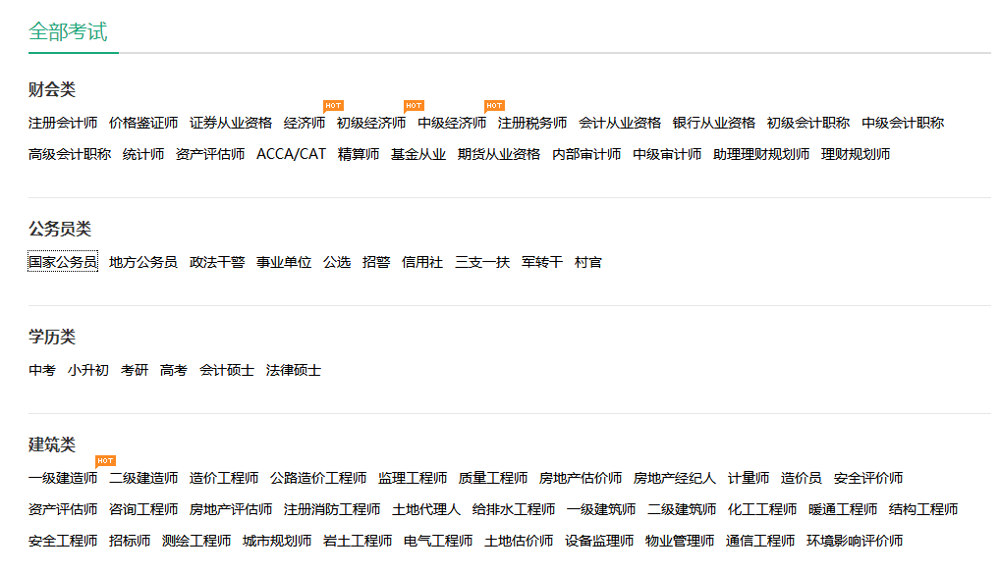 全部考试
财会类
HOT HOT HOT
注册会计师 价格鉴证师 证券从业资格 经济师 初级经济师 中级经济师 注册税务师 会计从业资格 银行从业资格 初级会计职称 中级会计职称
高级会计职称 统计师 资产评估师 ACCA/CAT 精算师 基金从业 期货从业资格 内部审计师 中级审计师 助理理财规划师 理财规划师
公务员类
国家公务员 地方公务员 政法干警 事业单位 公选 招警 信用社 三支一扶 军转干 村官
学历类
中考 小升初 考研 高考 会计硕士 法律硕士
建筑类
HOT
一级建造师 二级建造师 造价工程师 公路造价工程师 监理工程师 质量工程师 房地产估价师 房地产经纪人 计量师 造价员 安全评价师
资产评估师 咨询工程师 房地产评估师 注册消防工程师 土地代理人 给排水工程师 一级建筑师 二级建筑师 化工工程师 暖通工程师 结构工程师
安全工程师 招标师 测绘工程师 城市规划师 岩土工程师 电气工程师 土地估价师 设备监理师 物业管理师 通信工程师 环境影响评价师